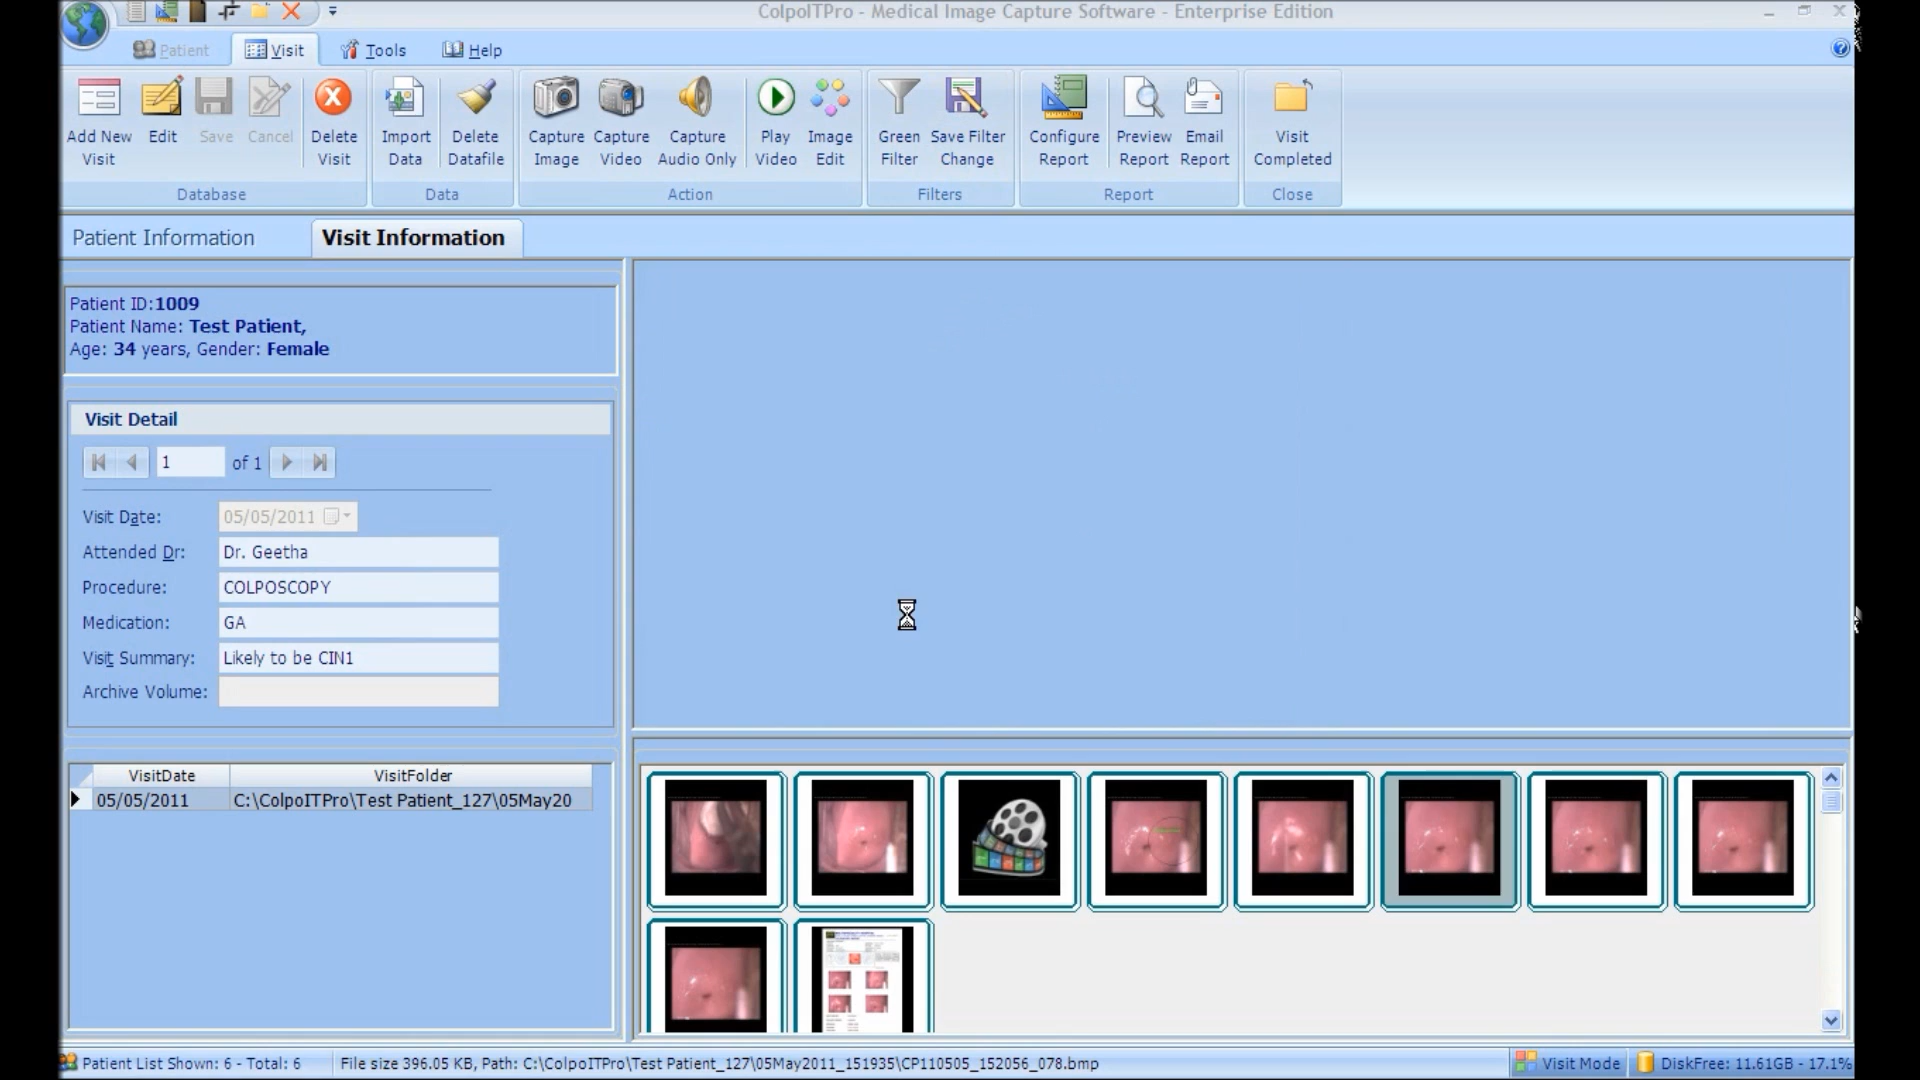 ColpoITPro - Medical Image Capture Software - Enterprise Edition
Patient Visit Tools Help
Add New Visit Edit Save Cancel Delete Visit Import Data Delete Datafile Capture Image Capture Video Capture Audio Only Play Video Image Edit Green Filter Save Filter Change Configure Report Preview Report Email Report Visit Completed
Database Data Action Filters Report Close
Patient Information Visit Information
Patient ID:1009
Patient Name: Test Patient,
Age: 34 years, Gender: Female
Visit Detail
1 of 1
Visit Date: 05/05/2011
Attended Dr: Dr. Geetha
Procedure: COLPOSCOPY
Medication: GA
Visit Summary: Likely to be CIN1
Archive Volume:
VisitDate VisitFolder
05/05/2011 C:\ColpoITPro\Test Patient_127\05May20
Patient List Shown: 6 - Total: 6 File size 396.05 KB, Path: C:\ColpoITPro\Test Patient_127\05May2011_151935\CP110505_152056_078.bmp Visit Mode DiskFree: 11.61GB - 17.1%